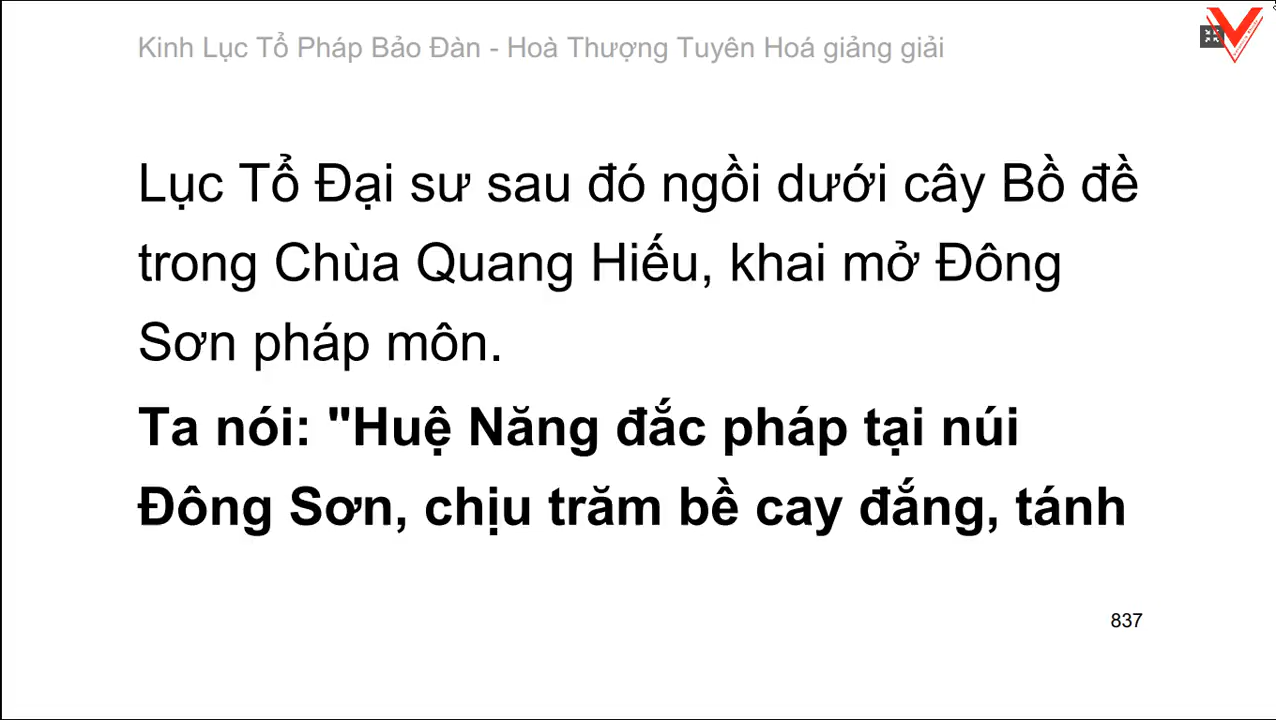 Kinh Lục Tổ Pháp Bảo Đàn - Hoà Thượng Tuyên Hoá giảng giải
Lục Tổ Đại sư sau đó ngồi dưới cây Bồ đề
trong Chùa Quang Hiếu, khai mở Đông
Sơn pháp môn.
Ta nói: "Huệ Năng đắc pháp tại núi
Đông Sơn, chịu trăm bề cay đắng, tánh
837